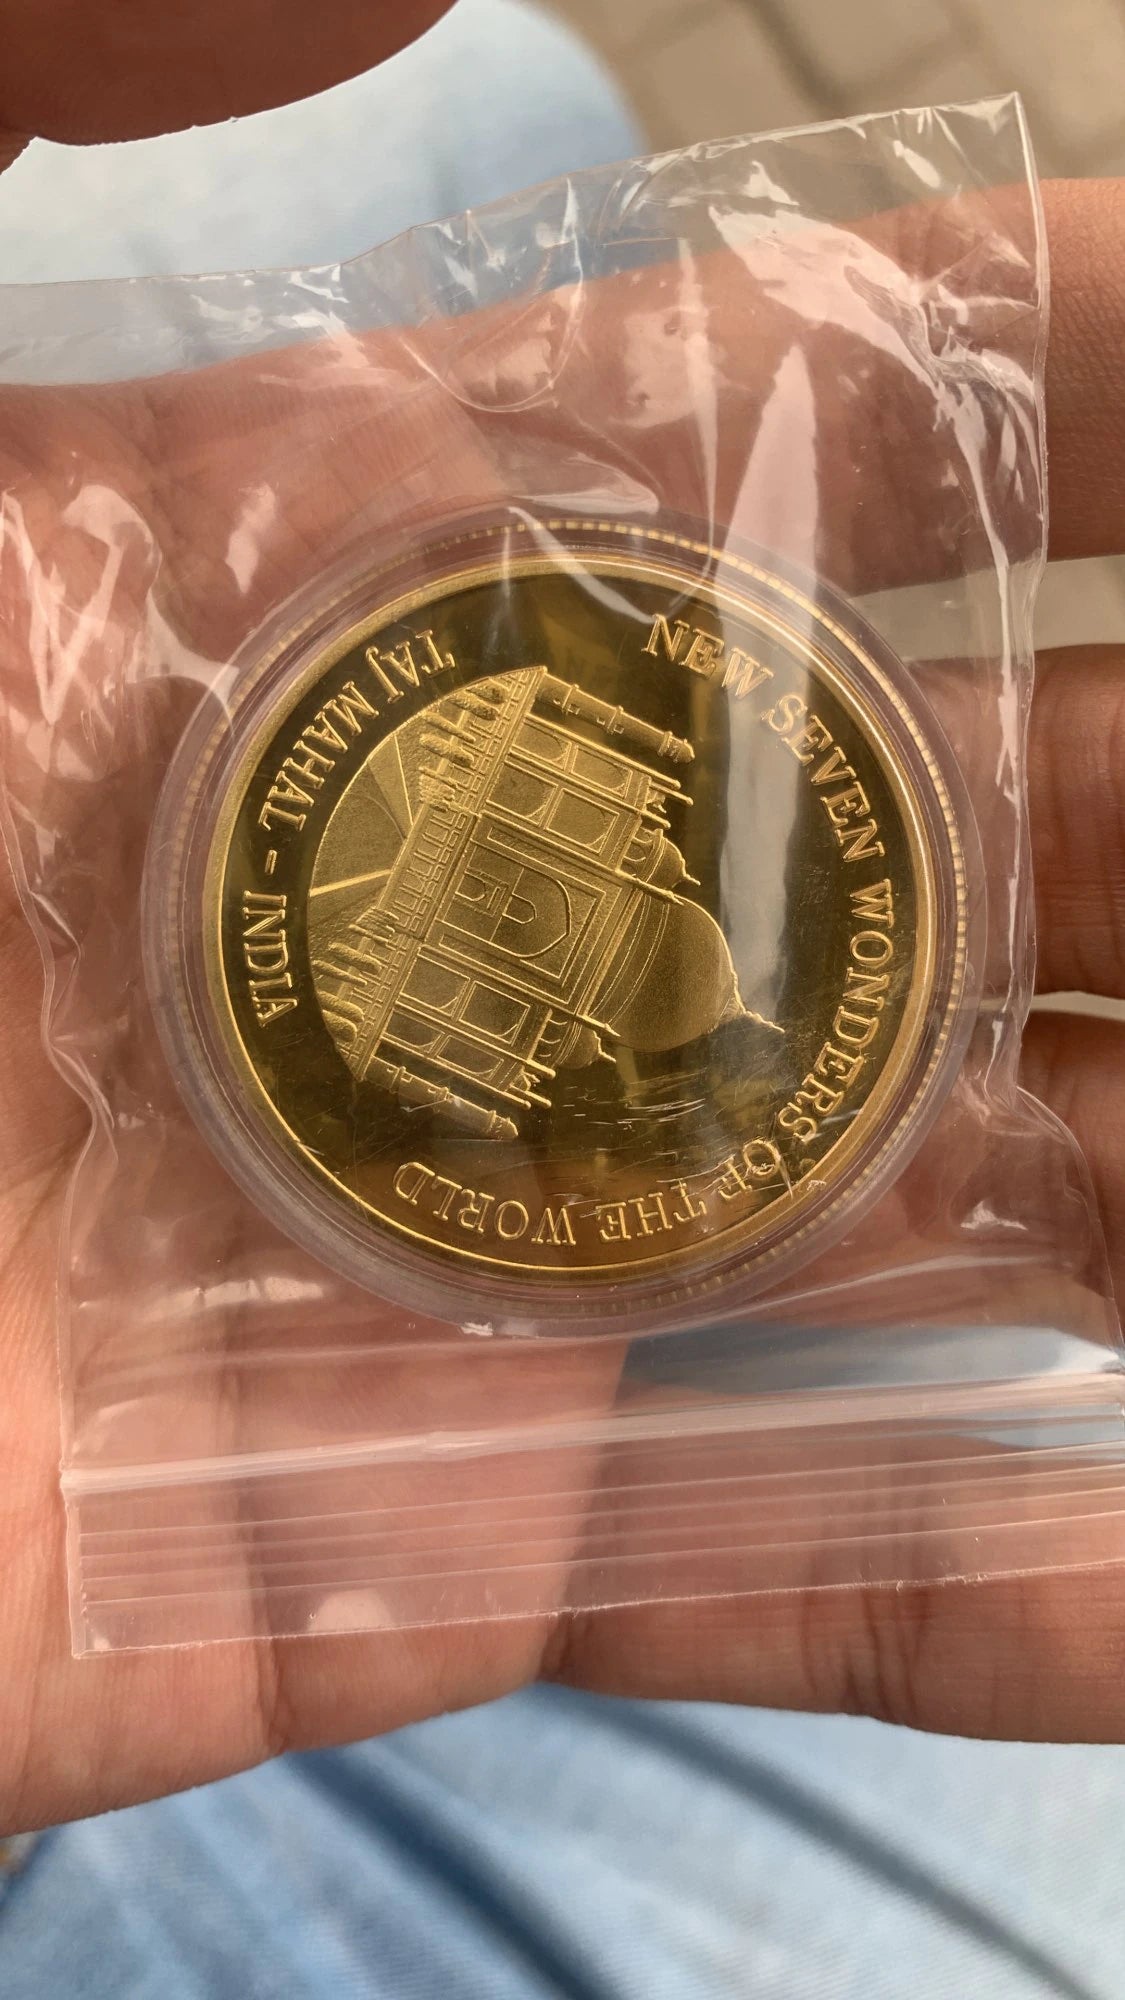 NEW SEVEN WONDERS OF THE WORLD
TAJ MAHAL - INDIA